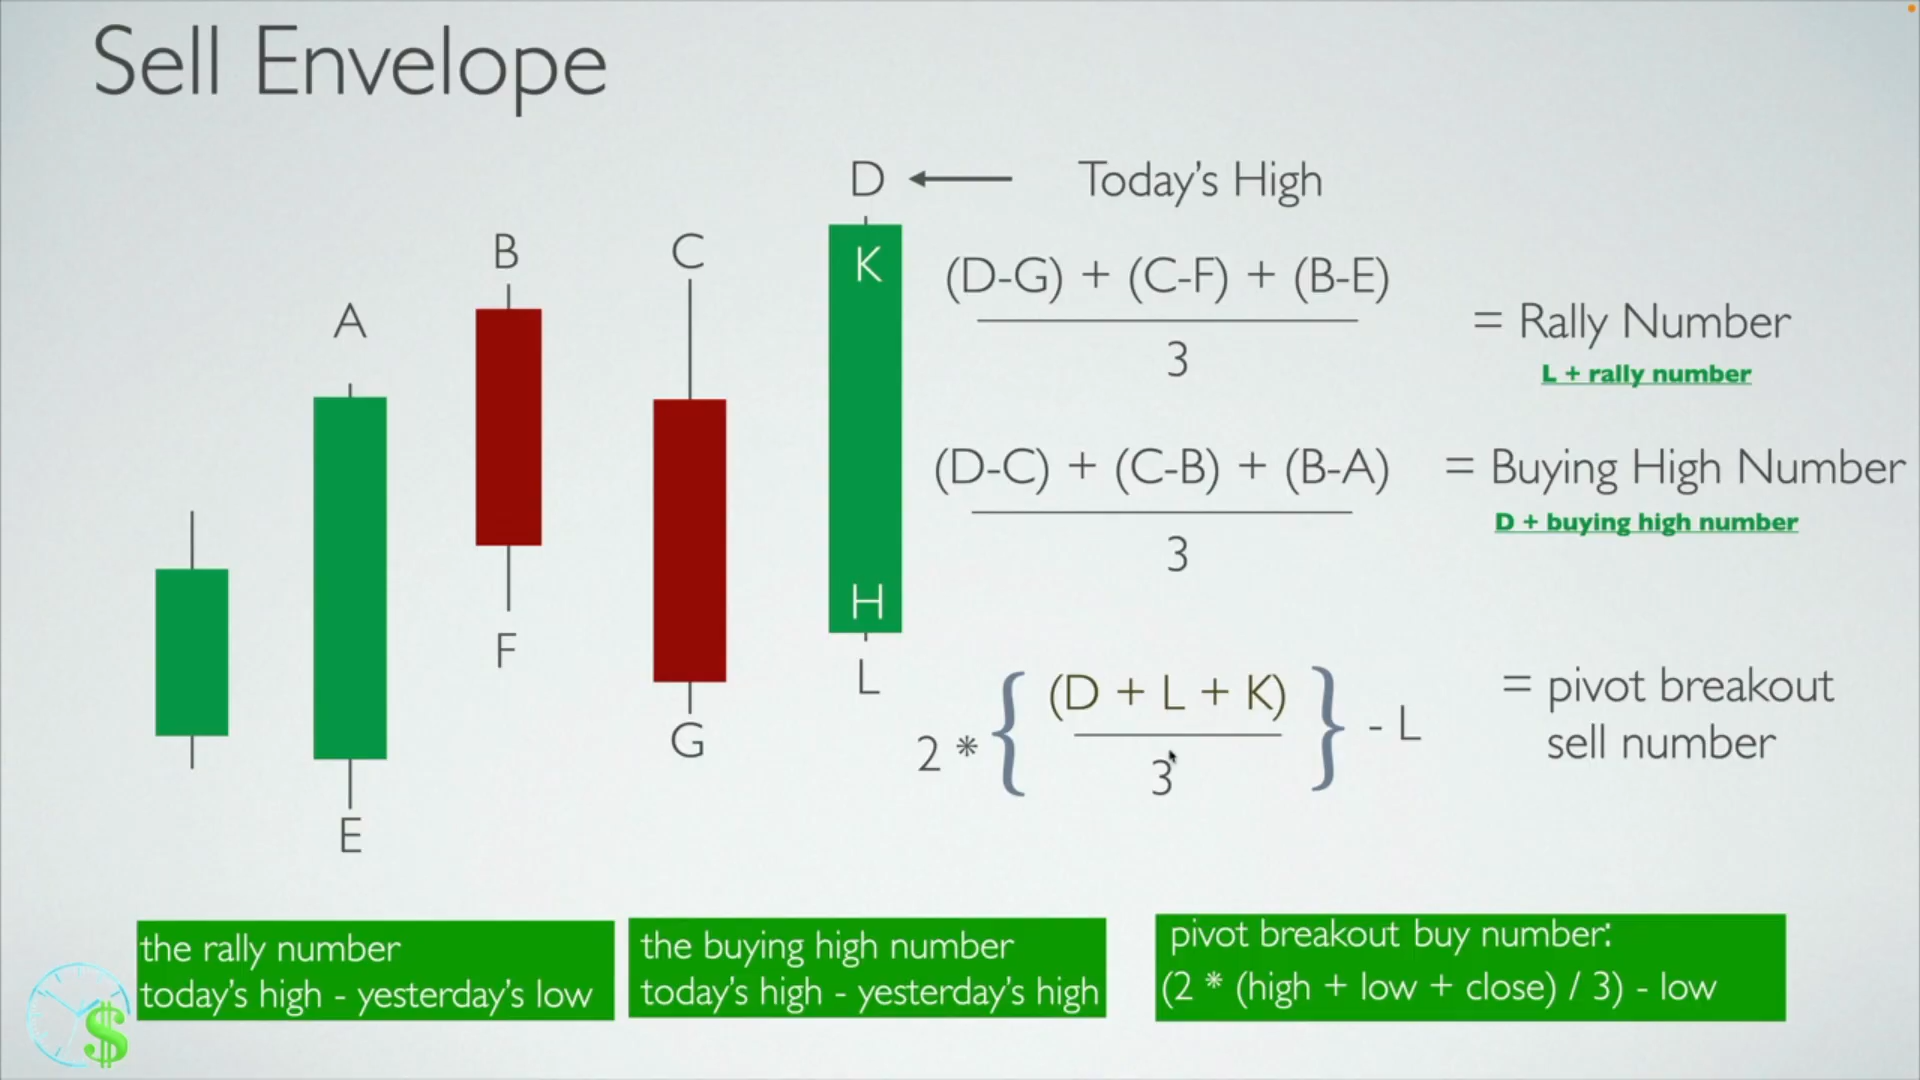 Sell Envelope
D
Today's High
A
B
C
K
H
L
E
F
G
(D-G) + (C-F) + (B-E)
3
= Rally Number
L + rally number
(D-C) + (C-B) + (B-A)
3
= Buying High Number
D + buying high number
2 * { (D + L + K) } - L
3
= pivot breakout
sell number
the rally number
today's high - yesterday's low
the buying high number
today's high - yesterday's high
pivot breakout buy number:
(2 * (high + low + close) / 3) - low
$